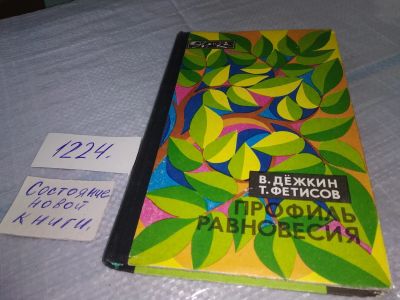 1224.
Состояние
новой
книги.
В. ДЁЖКИН
Т. ФЕТИСОВ
ПРОФИЛЬ
РАВНОВЕСИЯ